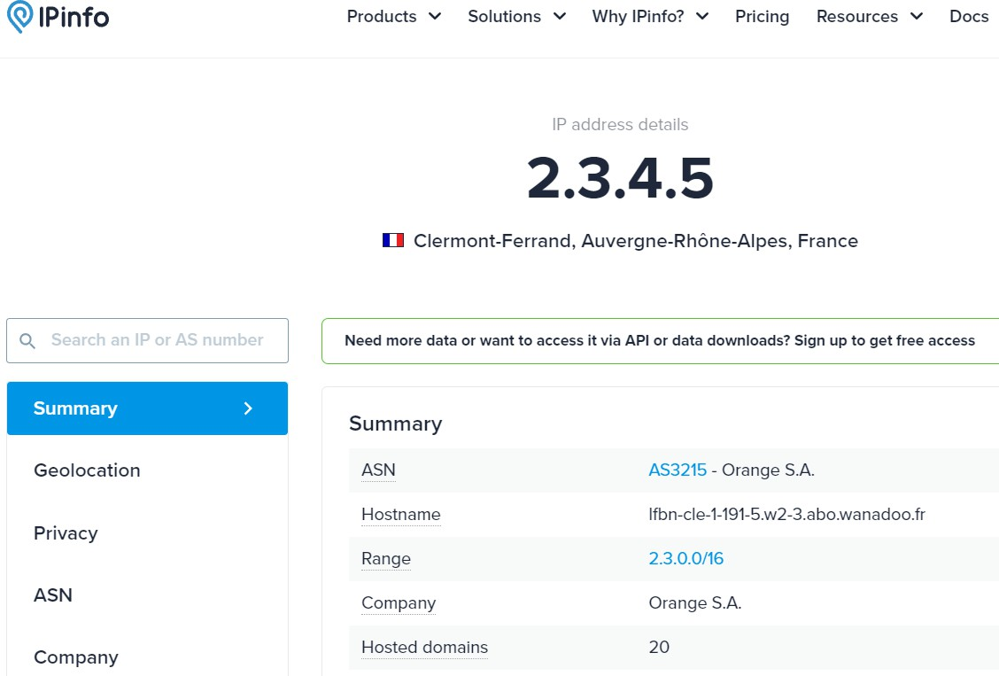 IPinfo
Products
Solutions
Why IPinfo?
Pricing
Resources
Docs
IP address details
2.3.4.5
Clermont-Ferrand, Auvergne-Rhône-Alpes, France
Search an IP or AS number
Need more data or want to access it via API or data downloads? Sign up to get free access
Summary
Geolocation
Privacy
ASN
Company
Summary
ASN AS3215 - Orange S.A.
Hostname lfbn-cle-1-191-5.w2-3.abo.wanadoo.fr
Range 2.3.0.0/16
Company Orange S.A.
Hosted domains 20